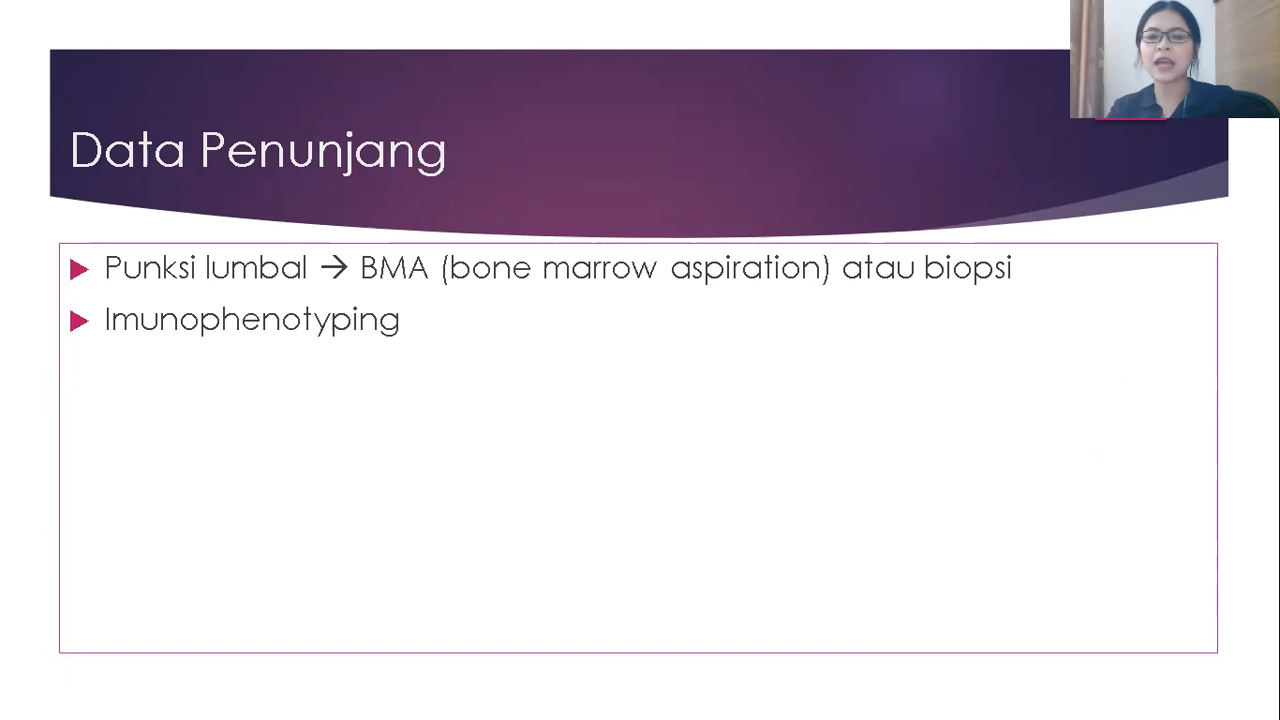 Data Penunjang
Punksi lumbal → BMA (bone marrow aspiration) atau biopsi
Imunophenotyping